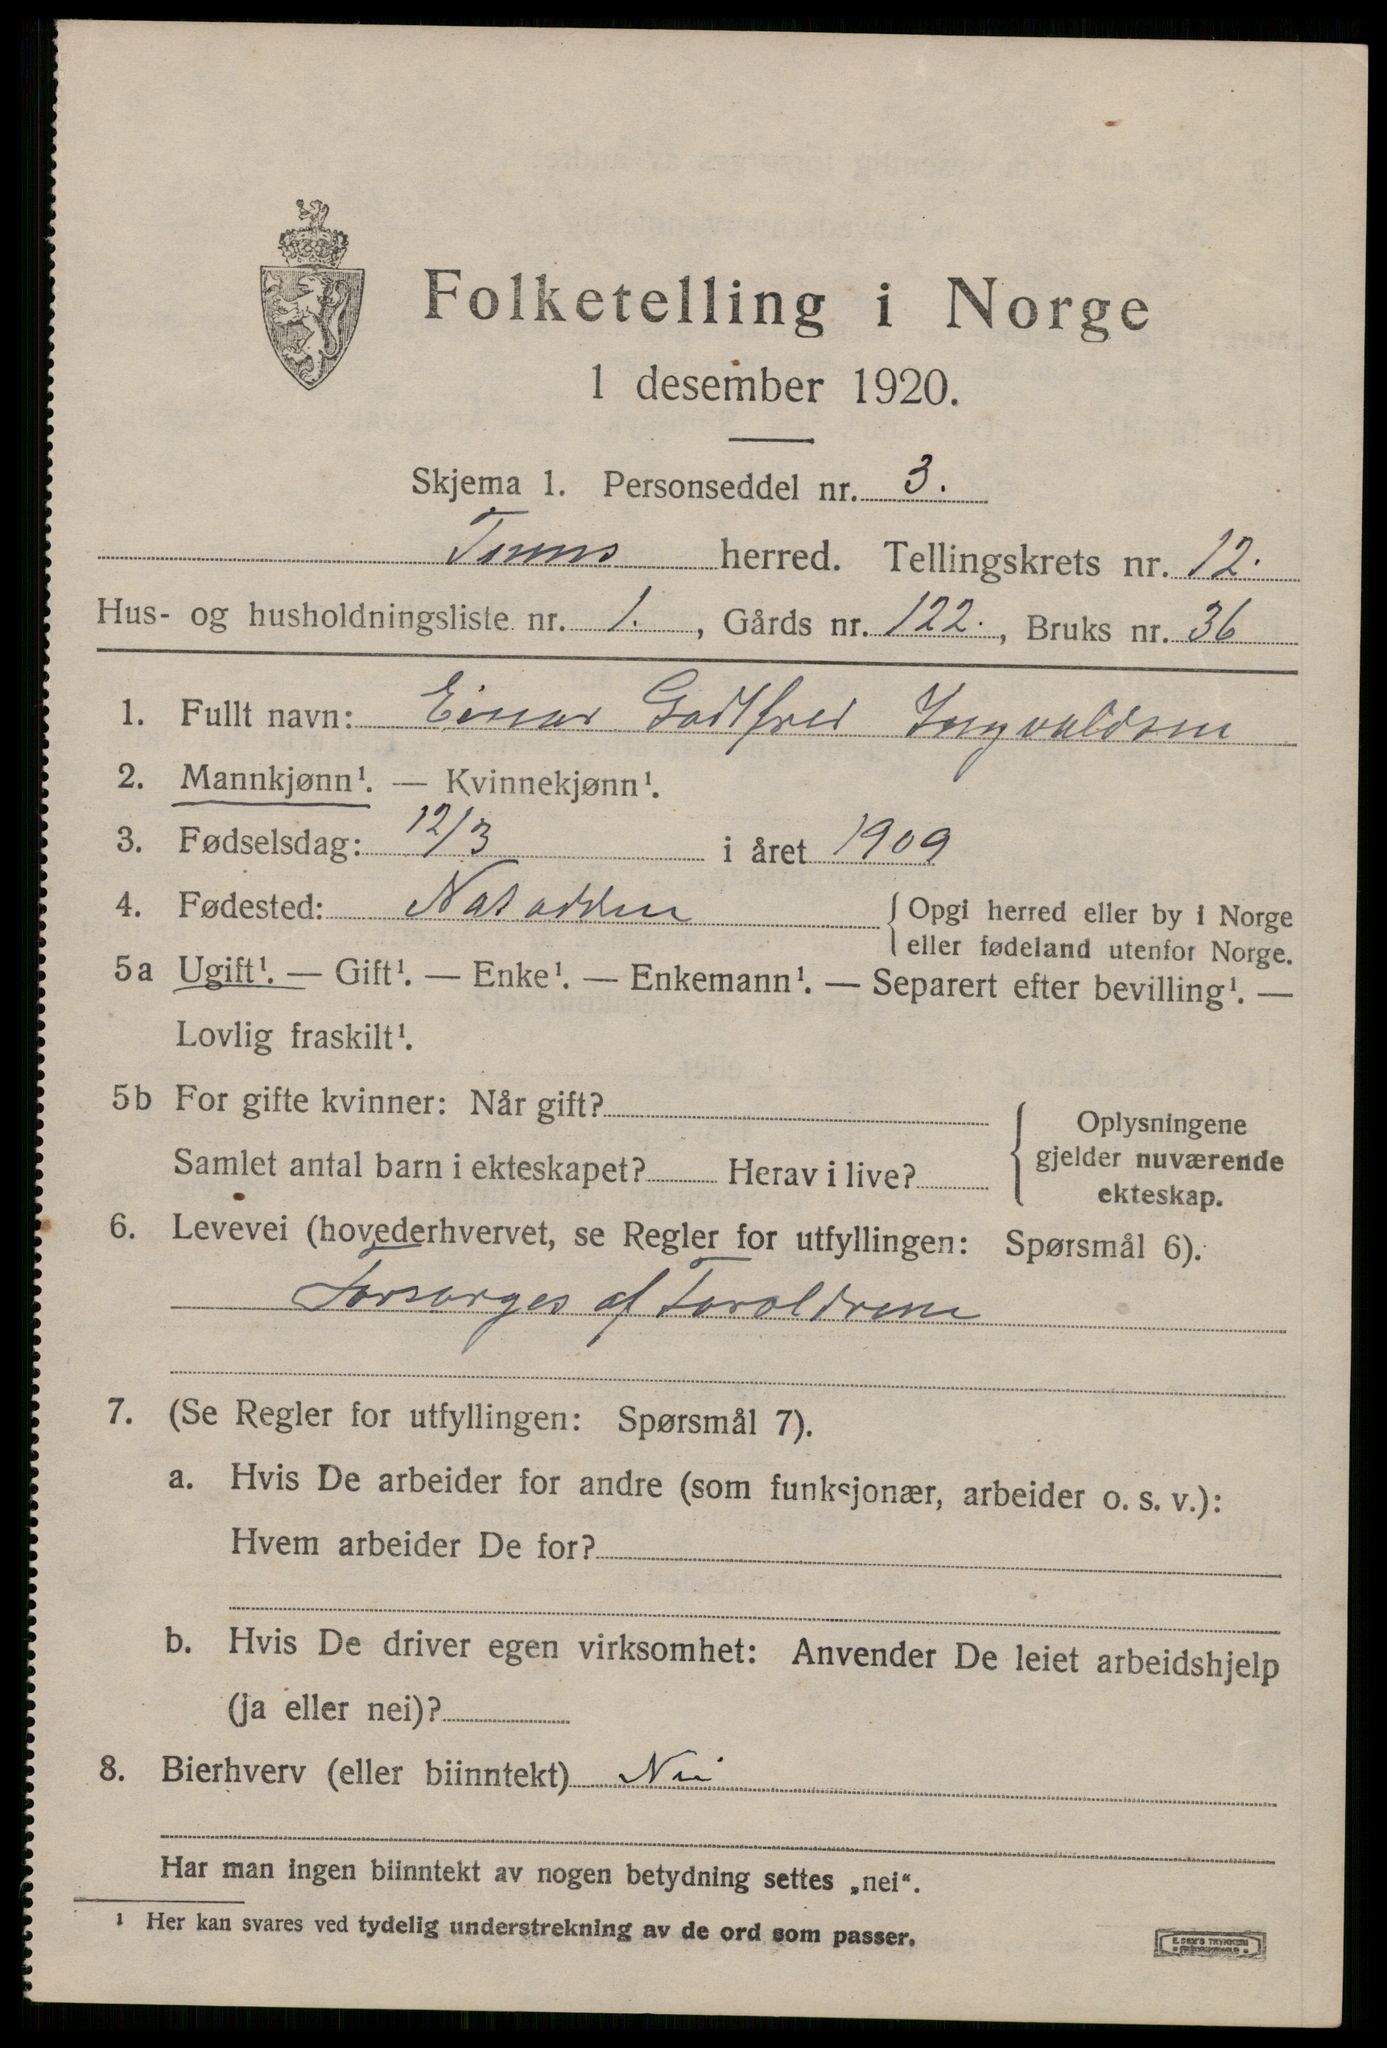 Folketelling i Norge
1 desember 1920.
Skjema 1. Personseddel nr. 3.
herred. Tellingskrets nr. 12.
Hus- og husholdningsliste nr. 1., Gårds nr. 122., Bruks nr. 36
1. Fullt navn: Einar Godtfred Ingvaldsen
2. Mannkjønn¹. — Kvinnekjønn¹.
3. Fødselsdag: 12/3 i året 1909
4. Fødested: Notodden { Opgi herred eller by i Norge
eller fødeland utenfor Norge.
5a Ugift¹. — Gift¹. — Enke¹. — Enkemann¹. — Separert efter bevilling¹. —
Lovlig fraskilt¹.
5b For gifte kvinner: Når gift?
Samlet antal barn i ekteskapet? Herav i live?
{ Oplysningene
gjelder nuværende
ekteskap.
6. Levevei (hovederhvervet, se Regler for utfyllingen: Spørsmål 6).
Forsørges af Foraldrene
7. (Se Regler for utfyllingen: Spørsmål 7).
a. Hvis De arbeider for andre (som funksjonær, arbeider o. s. v.):
Hvem arbeider De for?
b. Hvis De driver egen virksomhet: Anvender De leiet arbeidshjelp
(ja eller nei)?
8. Bierhverv (eller biinntekt) Nei
Har man ingen biinntekt av nogen betydning settes „nei“.
¹ Her kan svares ved tydelig understrekning av de ord som passer.